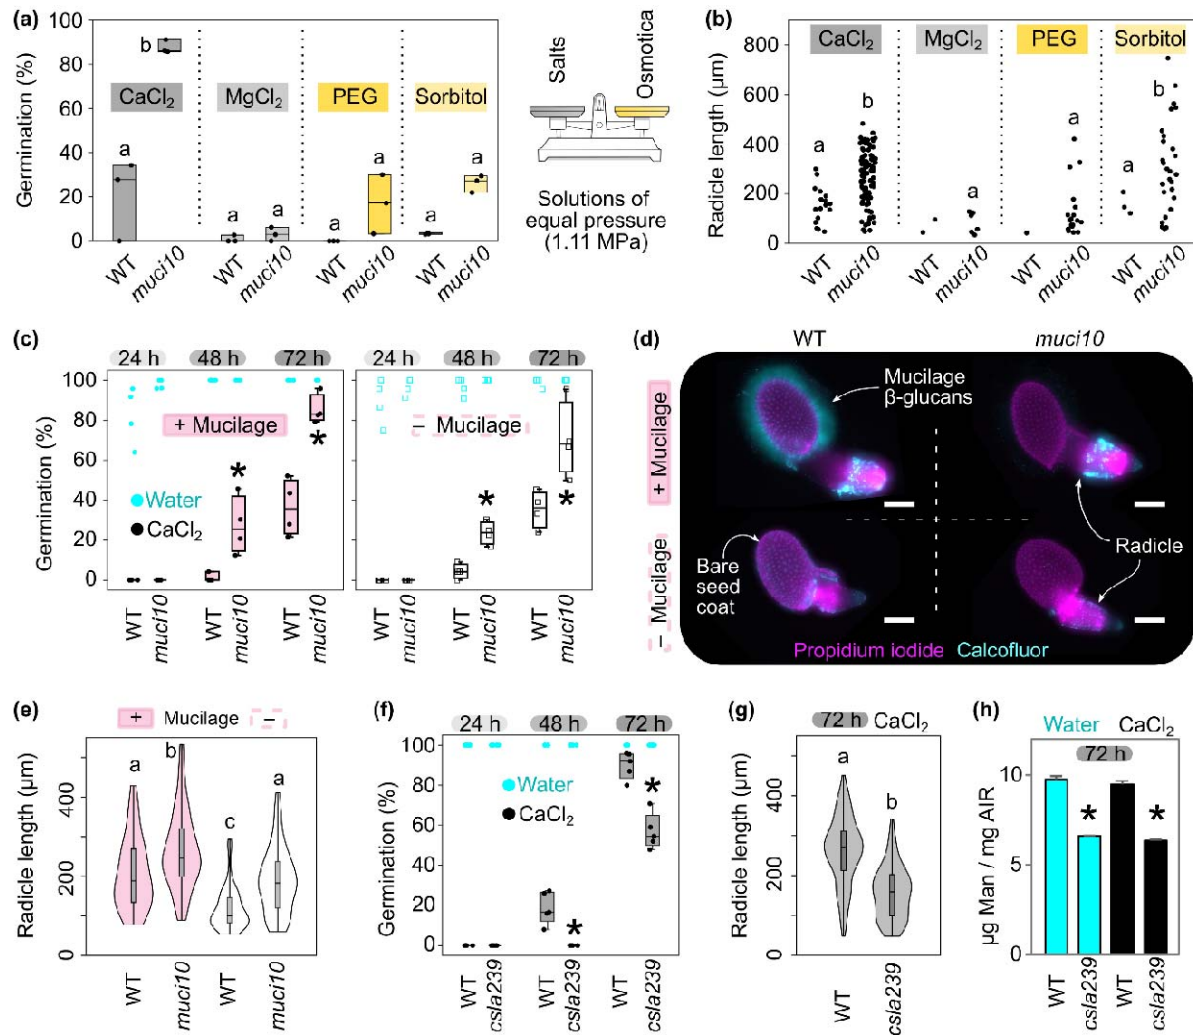 (a)
Germination (%)
100
80
60
40
20
0
CaCl₂
MgCl₂
PEG
Sorbitol
a
b
a
a
a
a
a
a
WT
muci10
WT
muci10
WT
muci10
WT
muci10
Salts
Osmotica
Solutions of
equal pressure
(1.11 MPa)
(b)
Radicle length (µm)
800
600
400
200
0
CaCl₂
MgCl₂
PEG
Sorbitol
a
b
a
a
a
b
WT
muci10
WT
muci10
WT
muci10
WT
muci10
(c)
Germination (%)
24 h
48 h
72 h
24 h
48 h
72 h
100
80
60
40
20
0
+ Mucilage
– Mucilage
Water
CaCl₂
*
*
*
*
WT
muci10
WT
muci10
WT
muci10
WT
muci10
WT
muci10
WT
muci10
(d)
WT
muci10
+ Mucilage
– Mucilage
Mucilage
β-glucans
Radicle
Bare
seed
coat
Propidium iodide
Calcofluor
(e)
+ Mucilage –
Radicle length (µm)
400
200
0
a
b
c
a
WT
muci10
WT
muci10
(f)
24 h
48 h
72 h
Germination (%)
100
80
60
40
20
0
Water
CaCl₂
*
*
WT
csla239
WT
csla239
WT
csla239
(g)
72 h CaCl₂
Radicle length (µm)
400
200
0
a
b
WT
csla239
(h)
Water
CaCl₂
72 h
µg Man / mg AIR
10
5
0
*
*
WT
csla239
WT
csla239